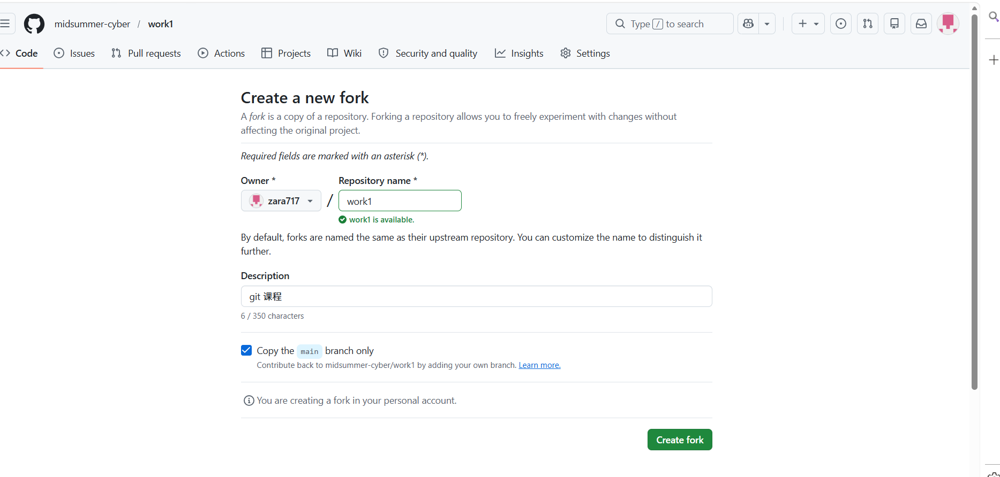 midsummer-cyber / work1
Type / to search
Code Issues Pull requests Actions Projects Wiki Security and quality Insights Settings
Create a new fork
A fork is a copy of a repository. Forking a repository allows you to freely experiment with changes without
affecting the original project.
Required fields are marked with an asterisk (*).
Owner * Repository name *
zara717 / work1
work1 is available.
By default, forks are named the same as their upstream repository. You can customize the name to distinguish it
further.
Description
git 课程
6 / 350 characters
Copy the main branch only
Contribute back to midsummer-cyber/work1 by adding your own branch. Learn more.
You are creating a fork in your personal account.
Create fork